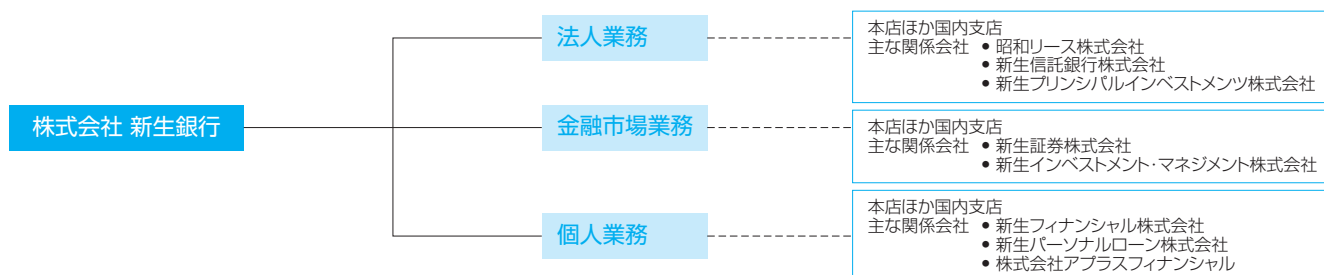 株式会社 新生銀行
法人業務
本店ほか国内支店
主な関係会社 • 昭和リース株式会社
• 新生信託銀行株式会社
• 新生プリンシパルインベストメンツ株式会社
金融市場業務
本店ほか国内支店
主な関係会社 • 新生証券株式会社
• 新生インベストメント・マネジメント株式会社
個人業務
本店ほか国内支店
主な関係会社 • 新生フィナンシャル株式会社
• 新生パーソナルローン株式会社
• 株式会社アプラスフィナンシャル